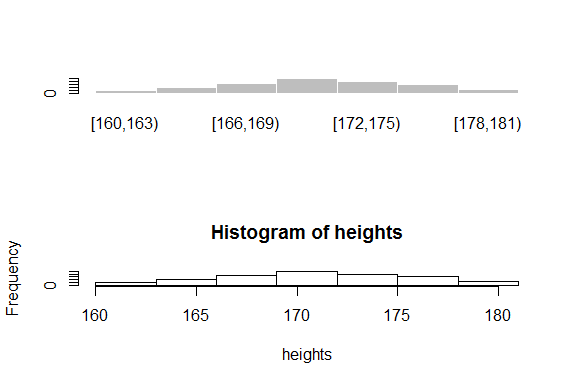 0
[160,163) [166,169) [172,175) [178,181)
Histogram of heights
Frequency
0
160 165 170 175 180
heights